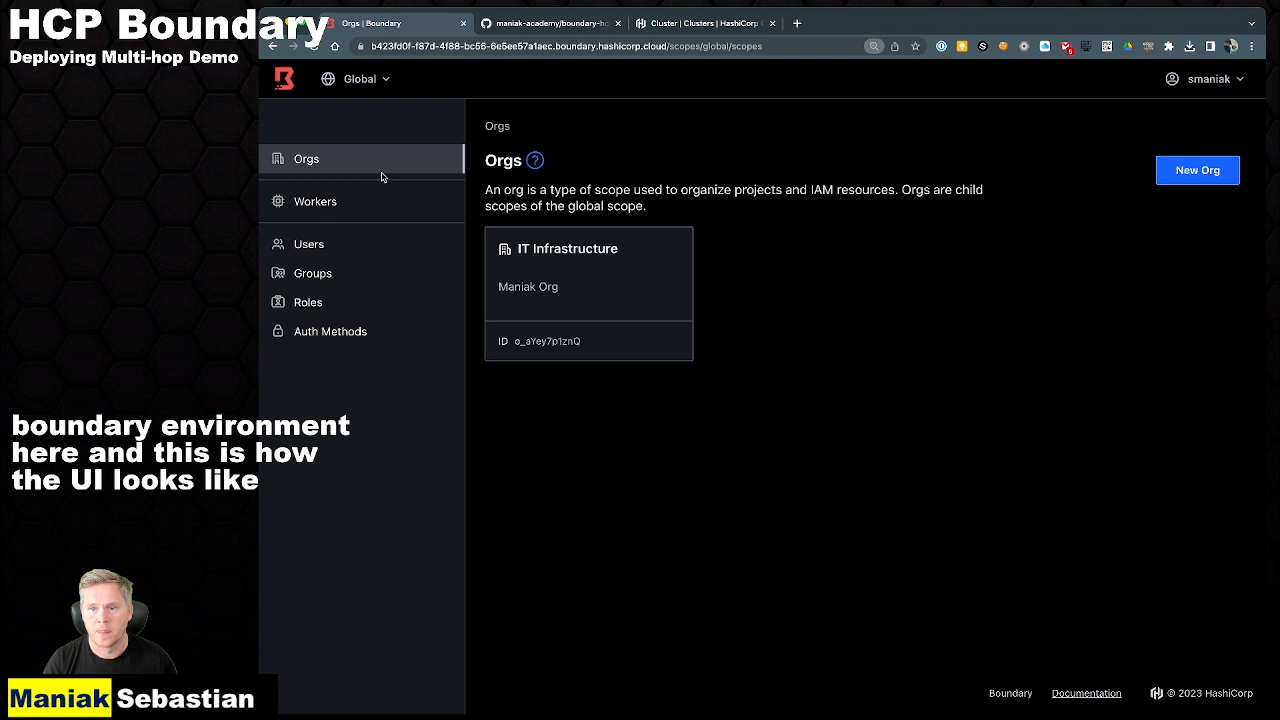 HCP Boundary
Deploying Multi-hop Demo
Orgs | Boundary
maniak-academy/boundary-hc
Cluster | Clusters | HashiCorp
b423fd0f-f87d-4f88-bc56-6e5ee57a1aec.boundary.hashicorp.cloud/scopes/global/scopes
Global
smaniak
Orgs
Workers
Users
Groups
Roles
Auth Methods
Orgs
Orgs
New Org
An org is a type of scope used to organize projects and IAM resources. Orgs are child
scopes of the global scope.
IT Infrastructure
Maniak Org
ID o_aYey7p1znQ
boundary environment
here and this is how
the UI looks like
Maniak Sebastian
Boundary
Documentation
© 2023 HashiCorp